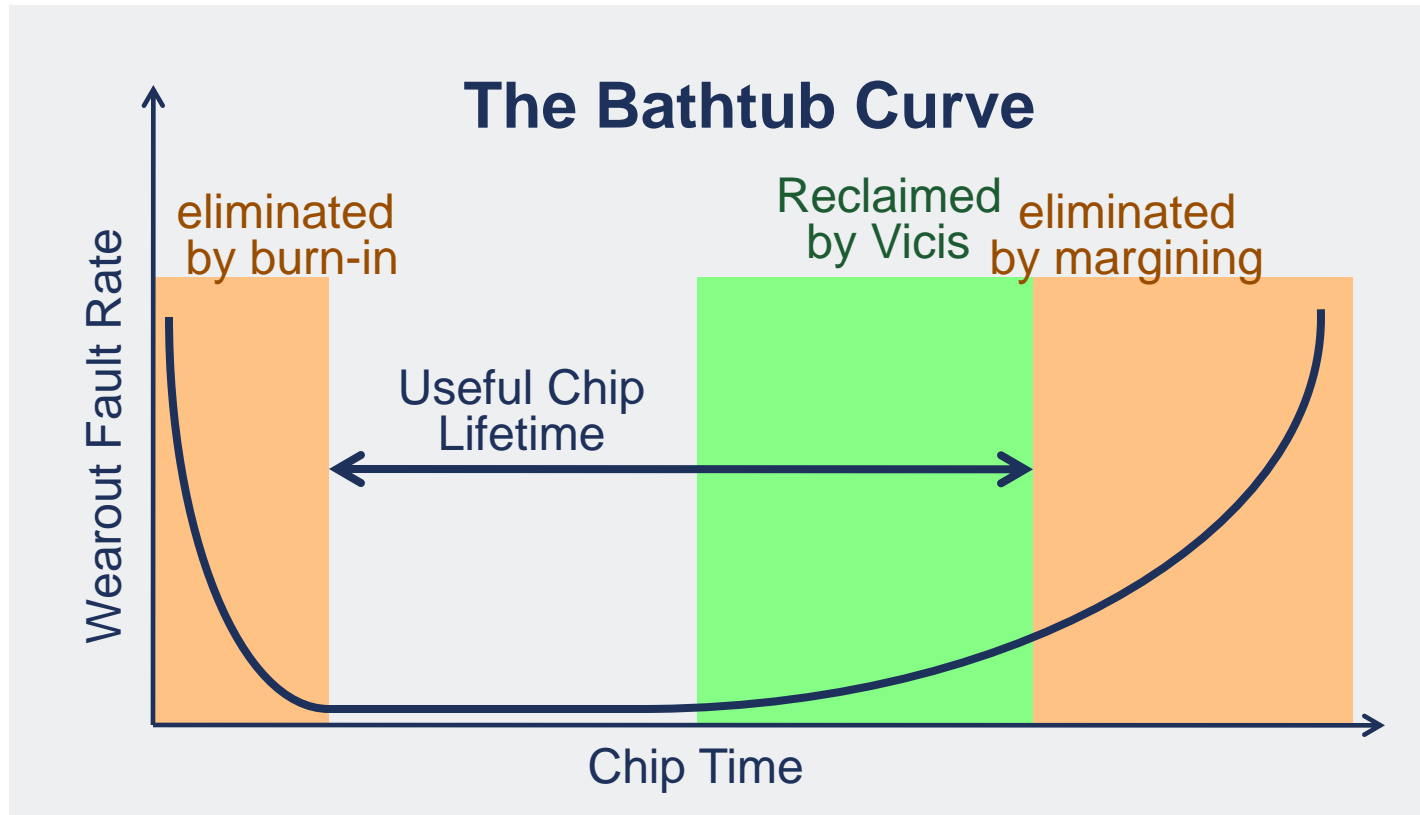 The Bathtub Curve
eliminated
by burn-in
Reclaimed
by Vicis
eliminated
by margining
Useful Chip
Lifetime
Wearout Fault Rate
Chip Time